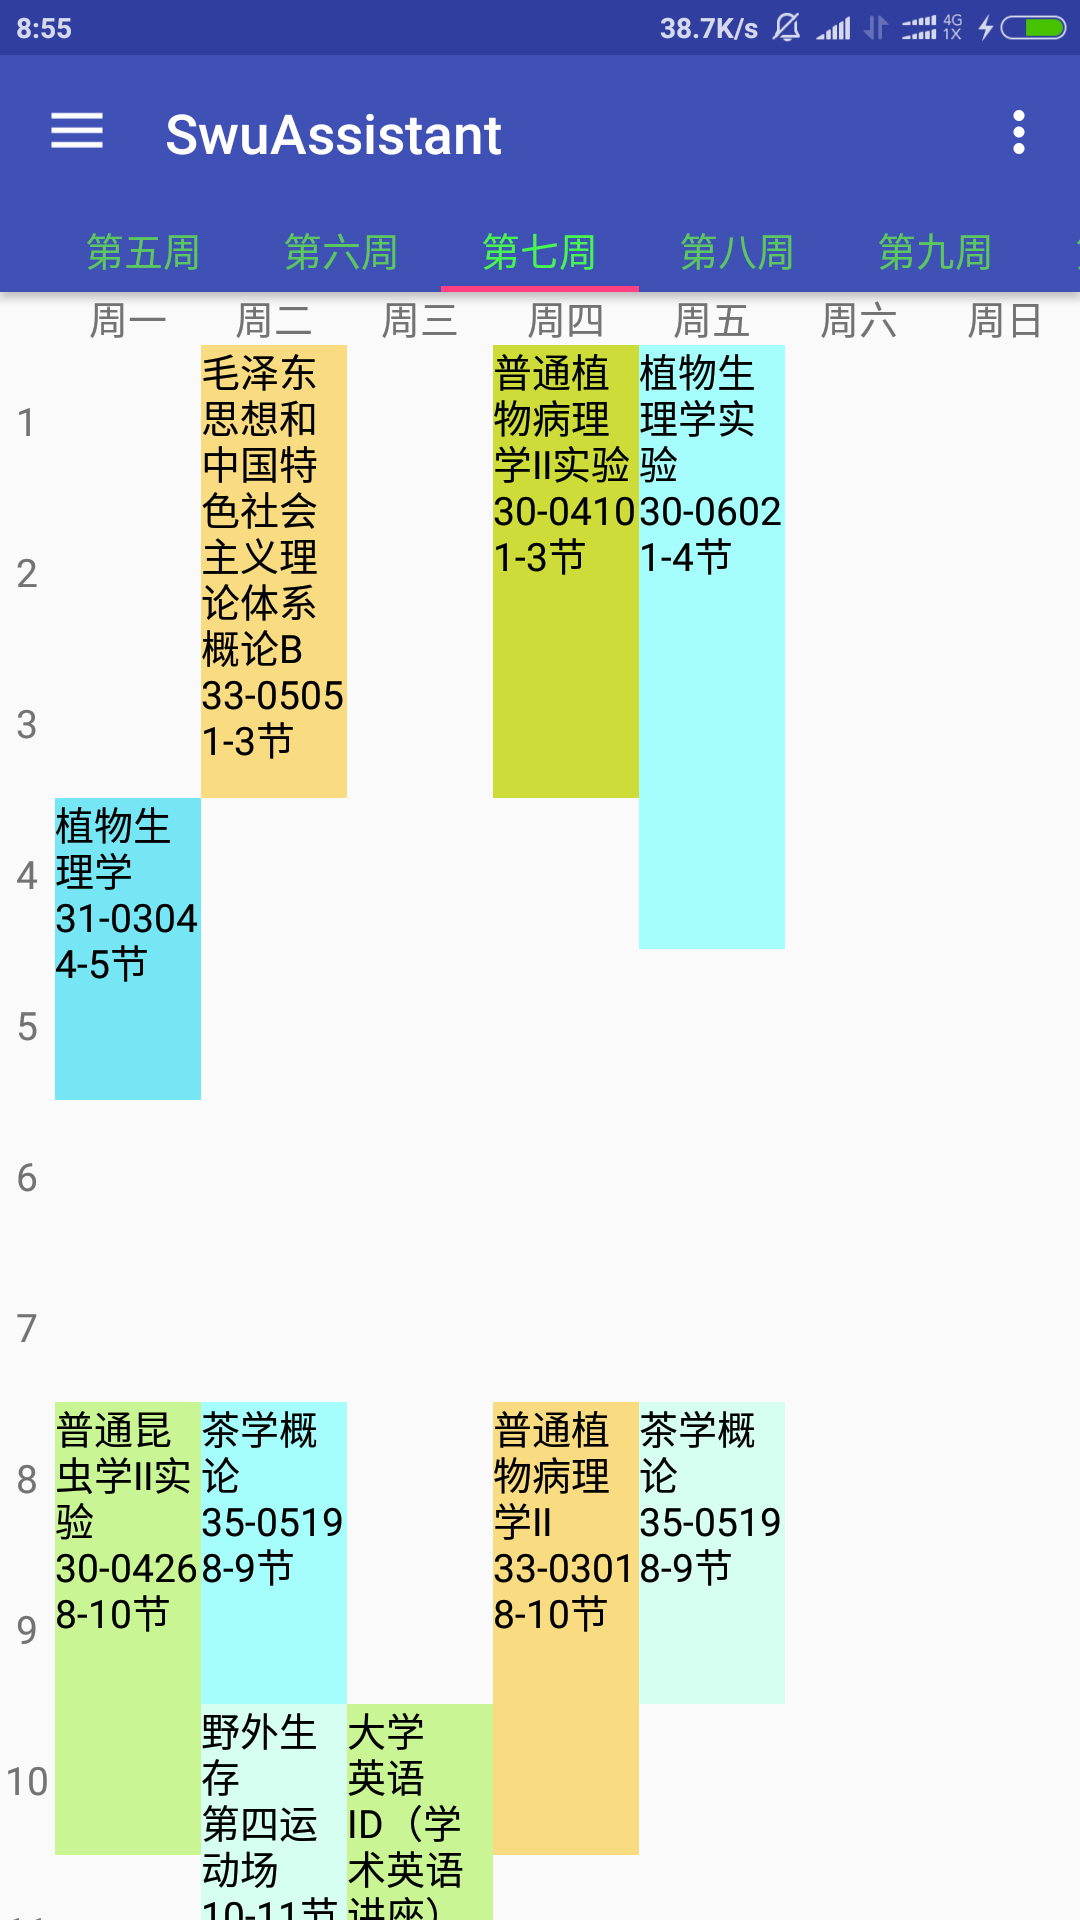 8:55
38.7K/s
4G
1X
SwuAssistant
第五周
第六周
第七周
第八周
第九周
周一
周二
周三
周四
周五
周六
周日
1
2
3
4
5
6
7
8
9
10
毛泽东
思想和
中国特
色社会
主义理
论体系
概论B
33-0505
1-3节
普通植
物病理
学II实验
30-0410
1-3节
植物生
理学实
验
30-0602
1-4节
植物生
理学
31-0304
4-5节
普通昆
虫学II实
验
30-0426
8-10节
茶学概
论
35-0519
8-9节
普通植
物病理
学II
33-0301
8-10节
茶学概
论
35-0519
8-9节
野外生
存
第四运
动场
10-11节
大学
英语
ID（学
术英语
讲座）